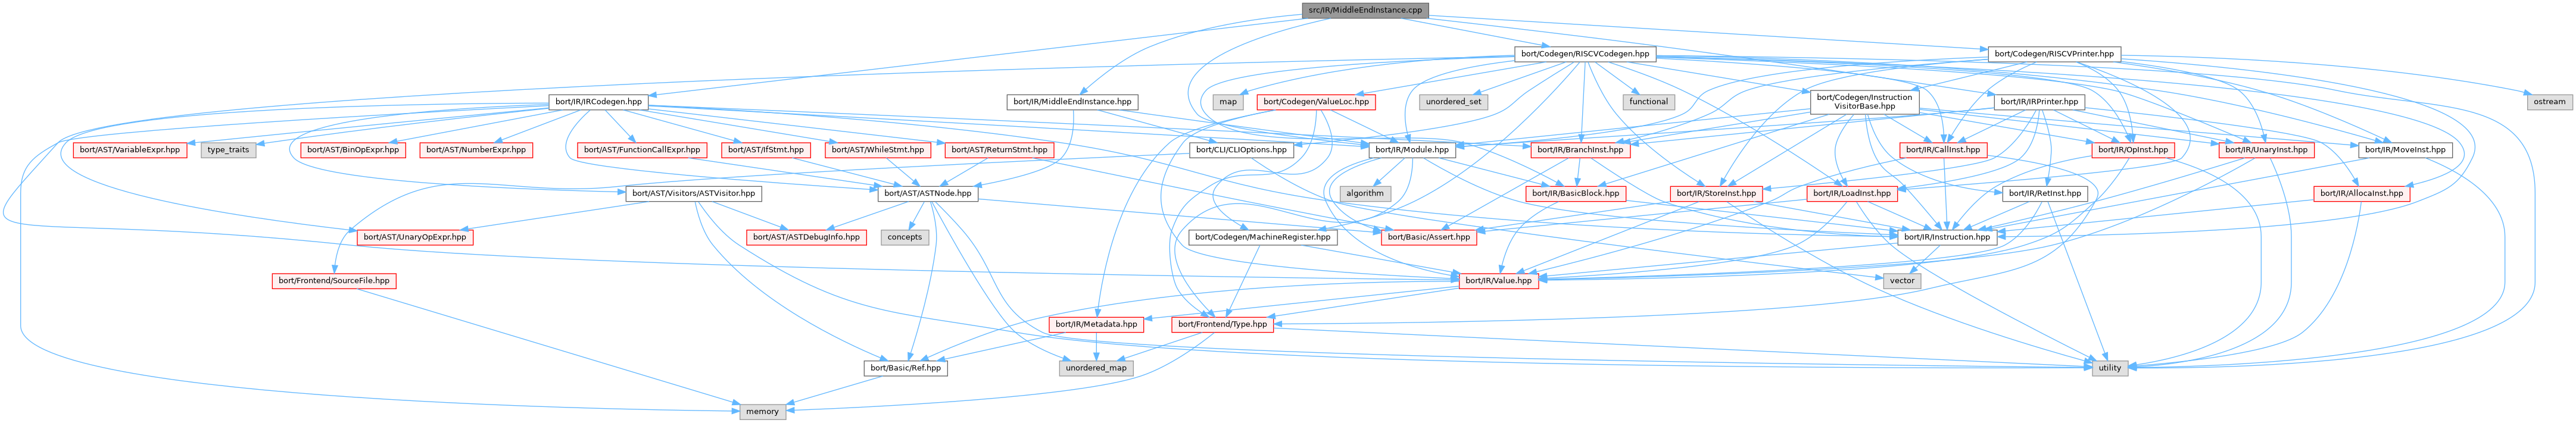 src/IR/MiddleEndInstance.cpp
bort/Codegen/RISCVCodegen.hpp
bort/Codegen/RISCVPrinter.hpp
bort/IR/IRCodegen.hpp
bort/IR/MiddleEndInstance.hpp
map
bort/Codegen/ValueLoc.hpp
unordered_set
functional
bort/Codegen/Instruction
VisitorBase.hpp
bort/IR/IRPrinter.hpp
ostream
bort/AST/VariableExpr.hpp
type_traits
bort/AST/BinOpExpr.hpp
bort/AST/NumberExpr.hpp
bort/AST/FunctionCallExpr.hpp
bort/AST/IfStmt.hpp
bort/AST/WhileStmt.hpp
bort/AST/ReturnStmt.hpp
bort/CLI/CLIOptions.hpp
bort/IR/Module.hpp
bort/IR/BranchInst.hpp
bort/IR/CallInst.hpp
bort/IR/OpInst.hpp
bort/IR/UnaryInst.hpp
bort/IR/MoveInst.hpp
bort/AST/Visitors/ASTVisitor.hpp
bort/AST/ASTNode.hpp
algorithm
bort/IR/BasicBlock.hpp
bort/IR/StoreInst.hpp
bort/IR/LoadInst.hpp
bort/IR/RetInst.hpp
bort/IR/AllocaInst.hpp
bort/AST/UnaryOpExpr.hpp
bort/AST/ASTDebugInfo.hpp
concepts
bort/Codegen/MachineRegister.hpp
bort/Basic/Assert.hpp
bort/IR/Instruction.hpp
bort/Frontend/SourceFile.hpp
bort/IR/Value.hpp
vector
bort/IR/Metadata.hpp
bort/Frontend/Type.hpp
bort/Basic/Ref.hpp
unordered_map
utility
memory